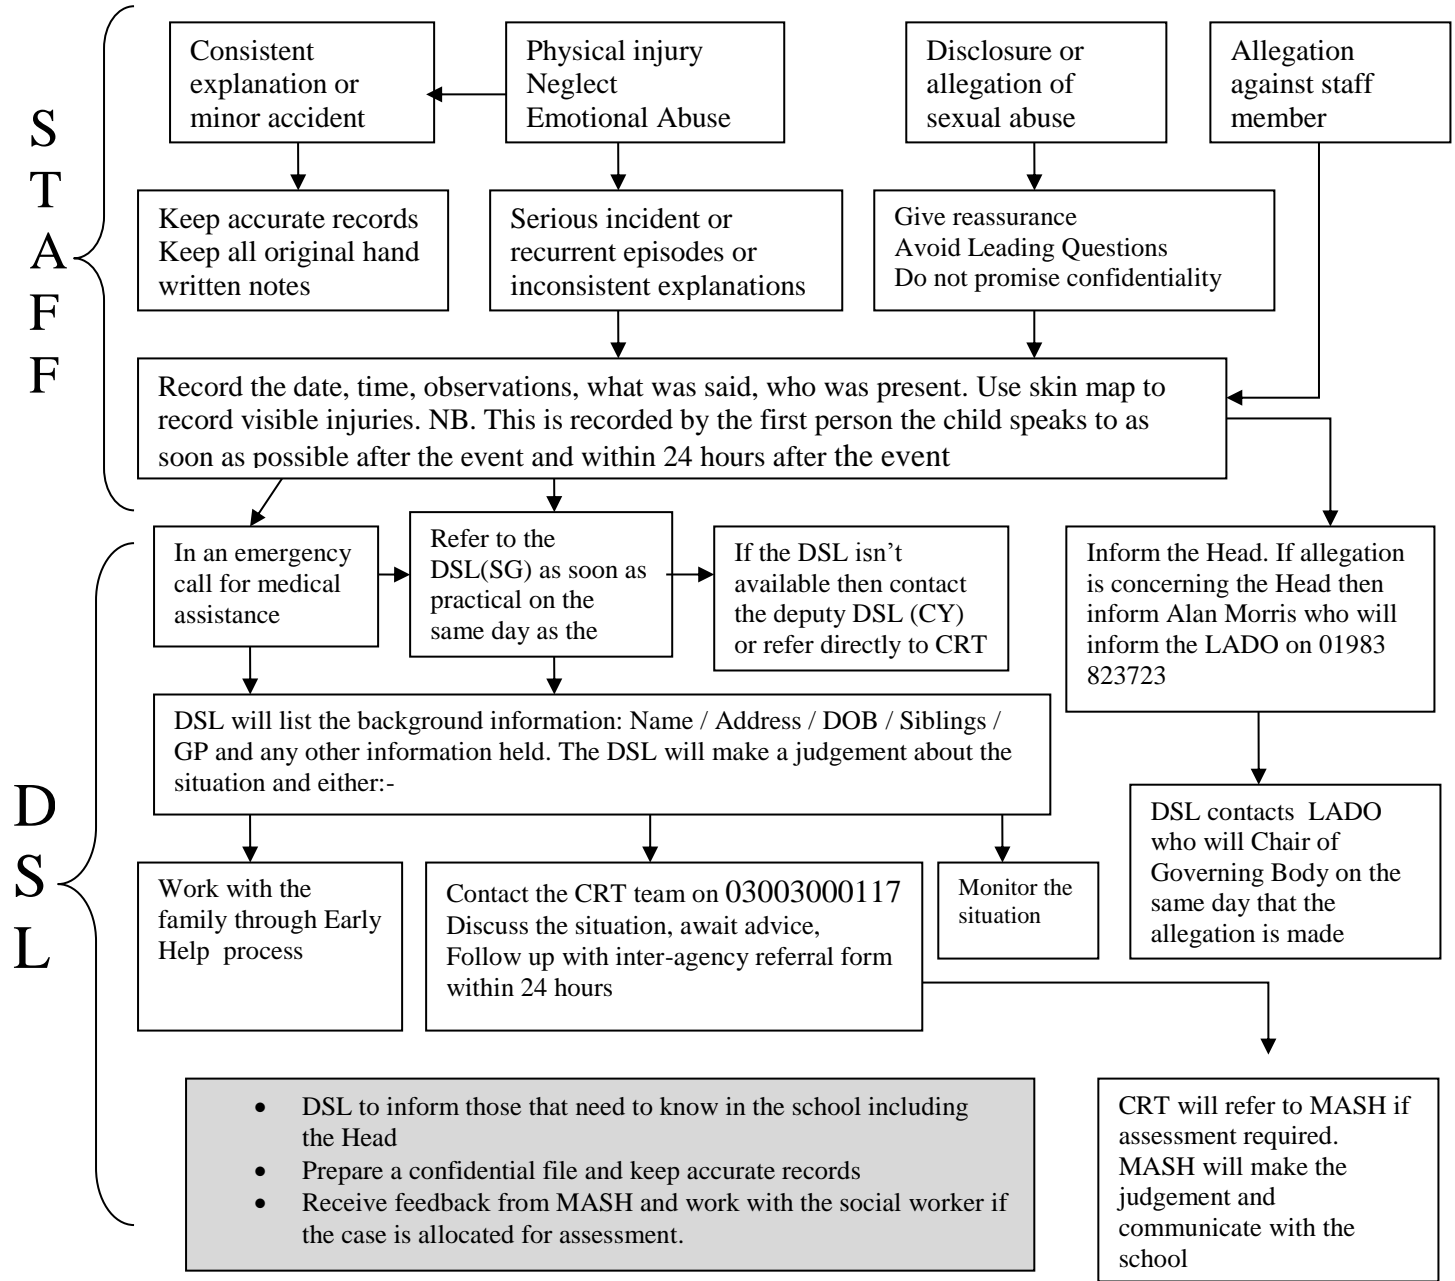 STAFF
Consistent
explanation or
minor accident
Physical injury
Neglect
Emotional Abuse
Disclosure or
allegation of
sexual abuse
Allegation
against staff
member
Keep accurate records
Keep all original hand
written notes
Serious incident or
recurrent episodes or
inconsistent explanations
Give reassurance
Avoid Leading Questions
Do not promise confidentiality
Record the date, time, observations, what was said, who was present. Use skin map to
record visible injuries. NB. This is recorded by the first person the child speaks to as
soon as possible after the event and within 24 hours after the event
DSL
In an emergency
call for medical
assistance
Refer to the
DSL(SG) as soon as
practical on the
same day as the
If the DSL isn’t
available then contact
the deputy DSL (CY)
or refer directly to CRT
Inform the Head. If allegation
is concerning the Head then
inform Alan Morris who will
inform the LADO on 01983
823723
DSL will list the background information: Name / Address / DOB / Siblings /
GP and any other information held. The DSL will make a judgement about the
situation and either:-
DSL contacts LADO
who will Chair of
Governing Body on the
same day that the
allegation is made
Work with the
family through Early
Help process
Contact the CRT team on 03003000117
Discuss the situation, await advice,
Follow up with inter-agency referral form
within 24 hours
Monitor the
situation
• DSL to inform those that need to know in the school including
the Head
• Prepare a confidential file and keep accurate records
• Receive feedback from MASH and work with the social worker if
the case is allocated for assessment.
CRT will refer to MASH if
assessment required.
MASH will make the
judgement and
communicate with the
school